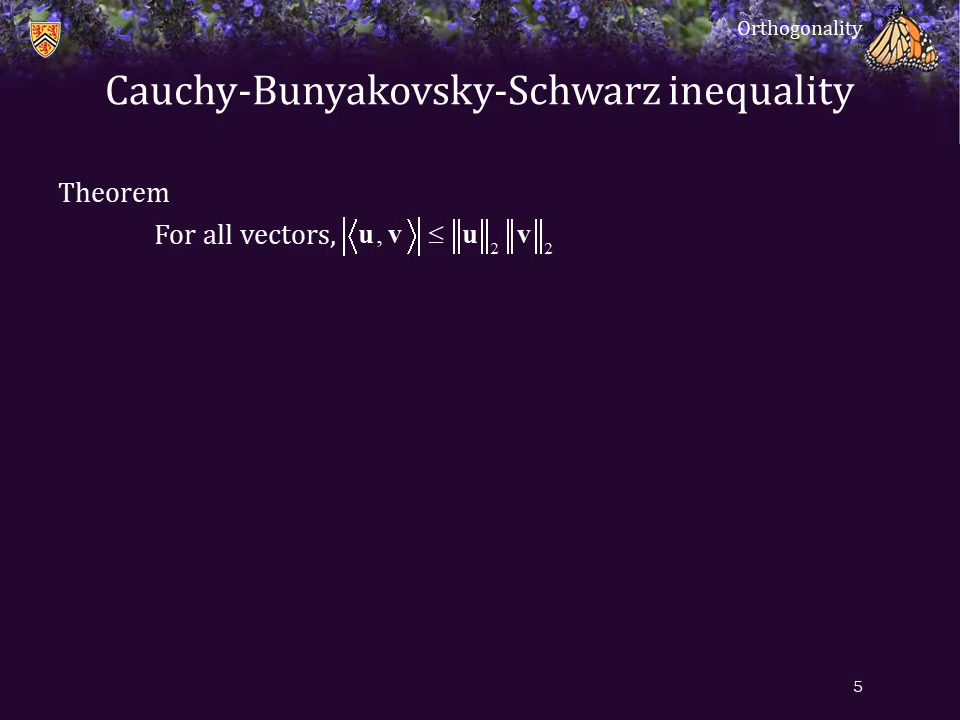 Orthogonality
Cauchy-Bunyakovsky-Schwarz inequality
Theorem
For all vectors, |⟨u, v⟩| ≤ ‖u‖₂ ‖v‖₂
5